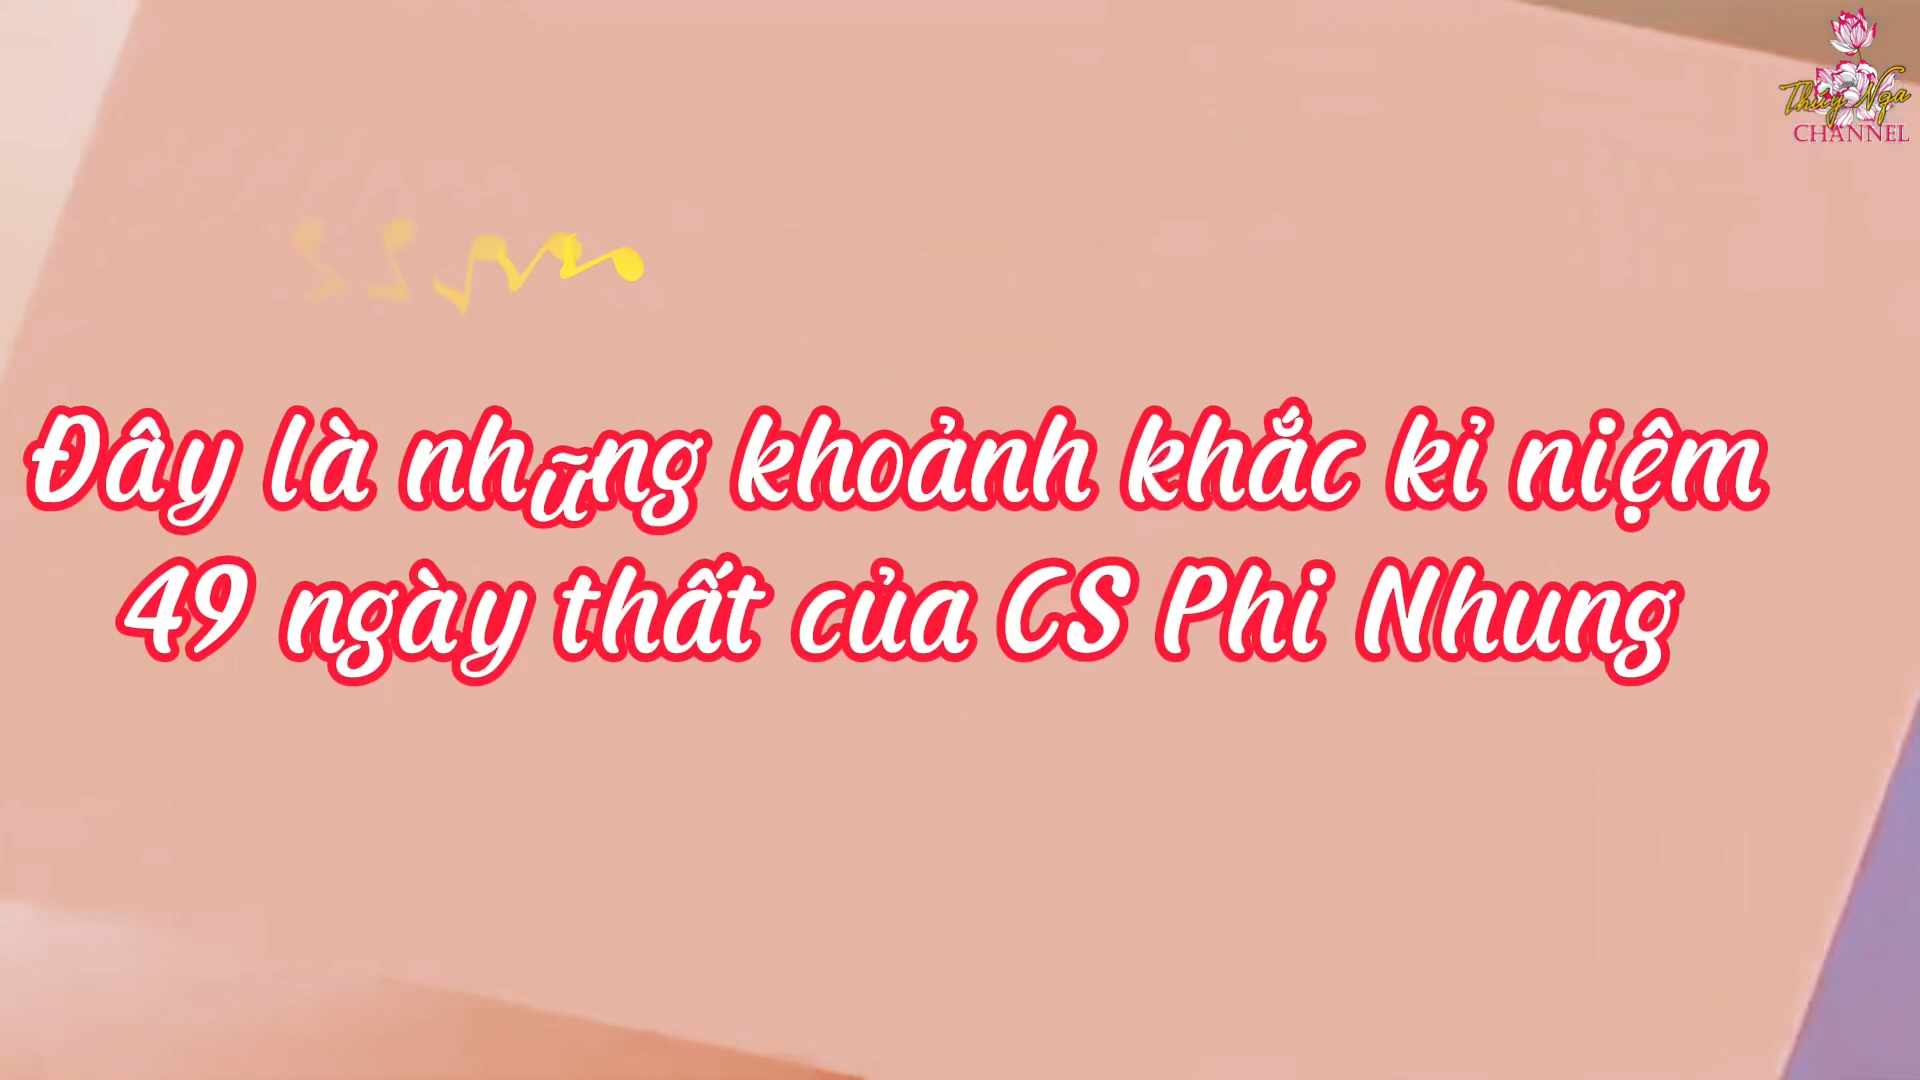 Thúy Nga
CHANNEL
Đây là những khoảnh khắc kỉ niệm
49 ngày thất của CS Phi Nhung